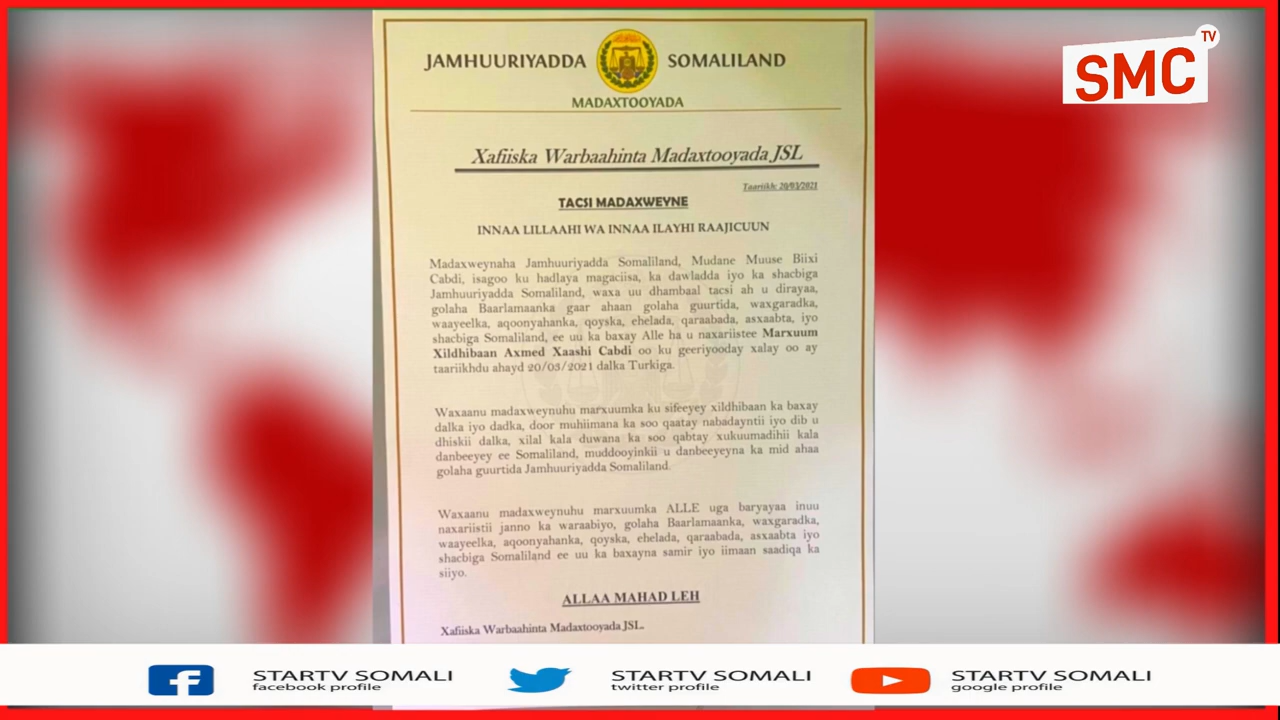 SMC TV
JAMHUURIYADDA SOMALILAND
MADAXTOOYADA
Xafiiska Warbaahinta Madaxtooyada JSL
Taariikh: 20/03/2021
TACSI MADAXWEYNE
INNAA LILLAAHI WA INNAA ILAYHI RAAJICUUN
Madaxweynaha Jamhuuriyadda Somaliland, Mudane Muuse Biixi
Cabdi, isagoo ku hadlaya magaciisa, ka dawladda iyo ka shacbiga
Jamhuuriyadda Somaliland, waxa uu dhambaal tacsi ah u dirayaa,
golaha Baarlamaanka gaar ahaan golaha guurtida, waxgaradka,
waayeelka, aqoonyahanka, qoyska, ehelada, qaraabada, asxaabta, iyo
shacbiga Somaliland, ee uu ka baxay Alle ha u naxariistee Marxuum
Xildhibaan Axmed Xaashi Cabdi oo ku geeriyooday xalay oo ay
taariikhdu ahayd 20/03/2021 dalka Turkiga.
Waxaanu madaxweynuhu marxuumka ku sifeeyey xildhibaan ka baxay
dalka iyo dadka, door muhiimana ka soo qaatay nabadayntii iyo dib u
dhiskii dalka, xilal kala duwana ka soo qabtay xukuumadihii kala
danbeeyey ee Somaliland, muddooyinkii u danbeeyeyna ka mid ahaa
golaha guurtida Jamhuuriyadda Somaliland.
Waxaanu madaxweynuhu marxuumka ALLE uga baryayaa inuu
naxariistii janno ka waraabiyo, golaha Baarlamaanka, waxgaradka,
waayeelka, aqoonyahanka, qoyska, ehelada, qaraabada, asxaabta iyo
shacbiga Somaliland ee uu ka baxayna samir iyo iimaan saadiqa ka
siiyo.
ALLAA MAHAD LEH
Xafiiska Warbaahinta Madaxtooyada JSL.
STARTV SOMALI STARTV SOMALI STARTV SOMALI
facebook profile twitter profile google profile